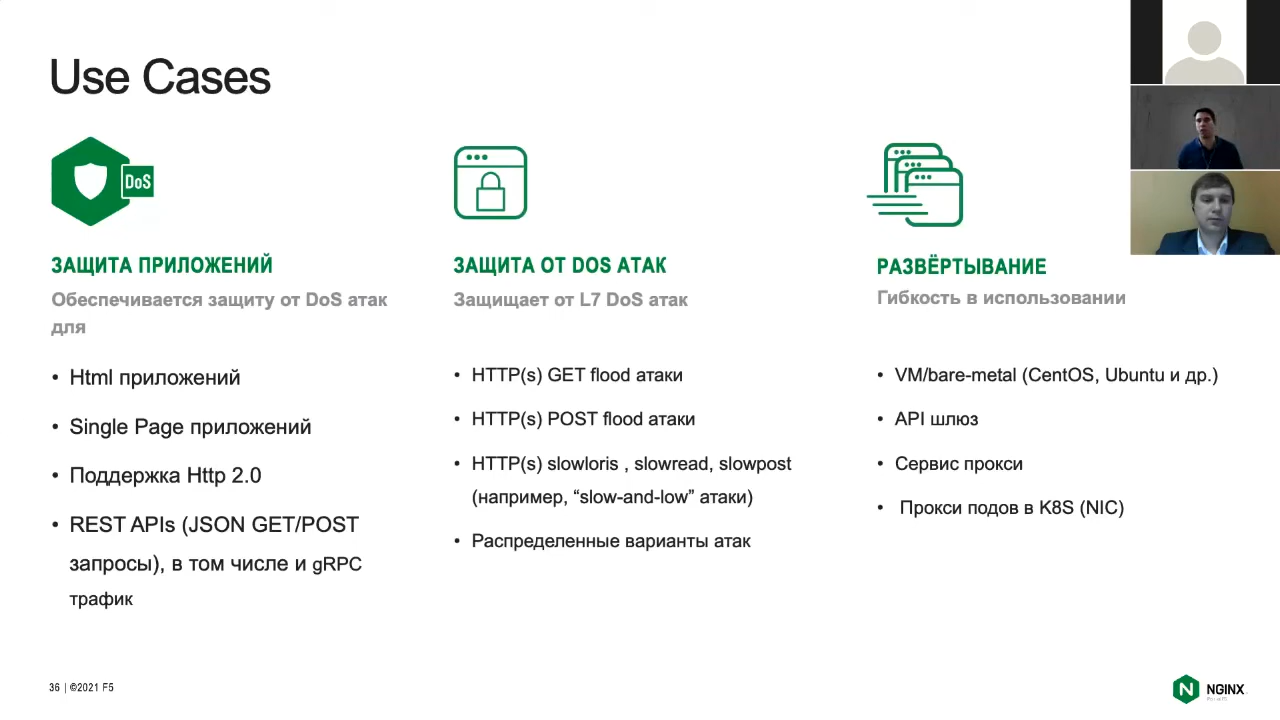 Use Cases
DoS
ЗАЩИТА ПРИЛОЖЕНИЙ
Обеспечивается защиту от DoS атак
для
• Html приложений
• Single Page приложений
• Поддержка Http 2.0
• REST APIs (JSON GET/POST
запросы), в том числе и gRPC
трафик
ЗАЩИТА ОТ DOS АТАК
Защищает от L7 DoS атак
• HTTP(s) GET flood атаки
• HTTP(s) POST flood атаки
• HTTP(s) slowloris , slowread, slowpost
(например, “slow-and-low” атаки)
• Распределенные варианты атак
РАЗВЁРТЫВАНИЕ
Гибкость в использовании
• VM/bare-metal (CentOS, Ubuntu и др.)
• API шлюз
• Сервис прокси
• Прокси подов в K8S (NIC)
36 | ©2021 F5
N NGINX